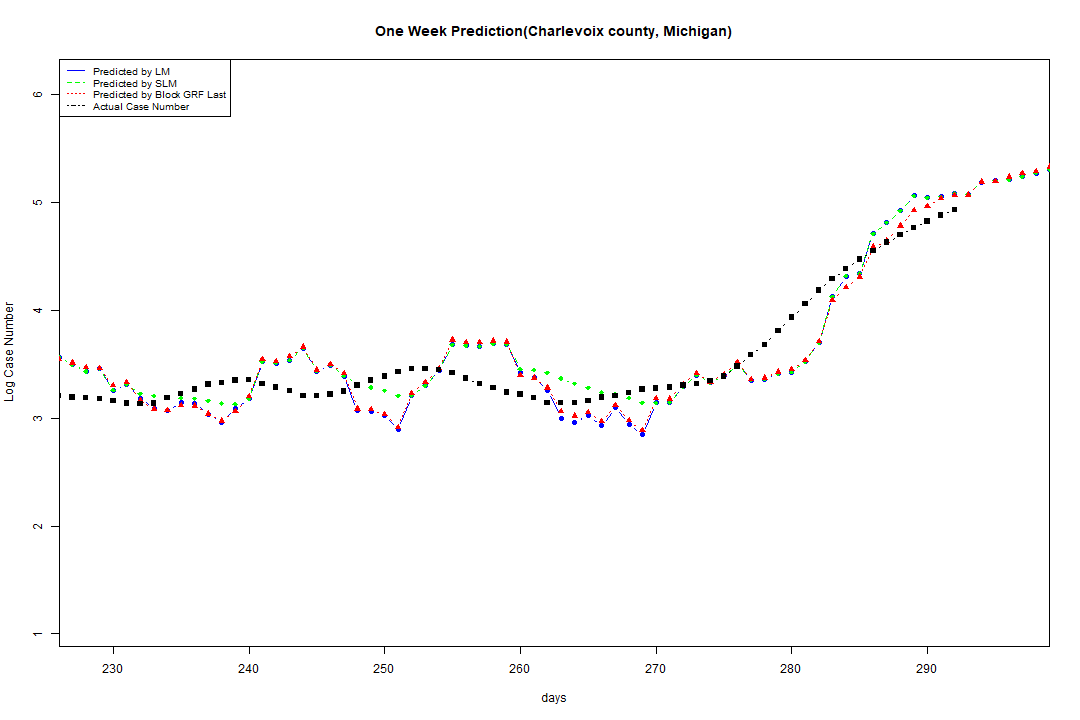 One Week Prediction(Charlevoix county, Michigan)
Predicted by LM
Predicted by SLM
Predicted by Block GRF Last
Actual Case Number
6
5
4
3
2
1
Log Case Number
230 240 250 260 270 280 290
days